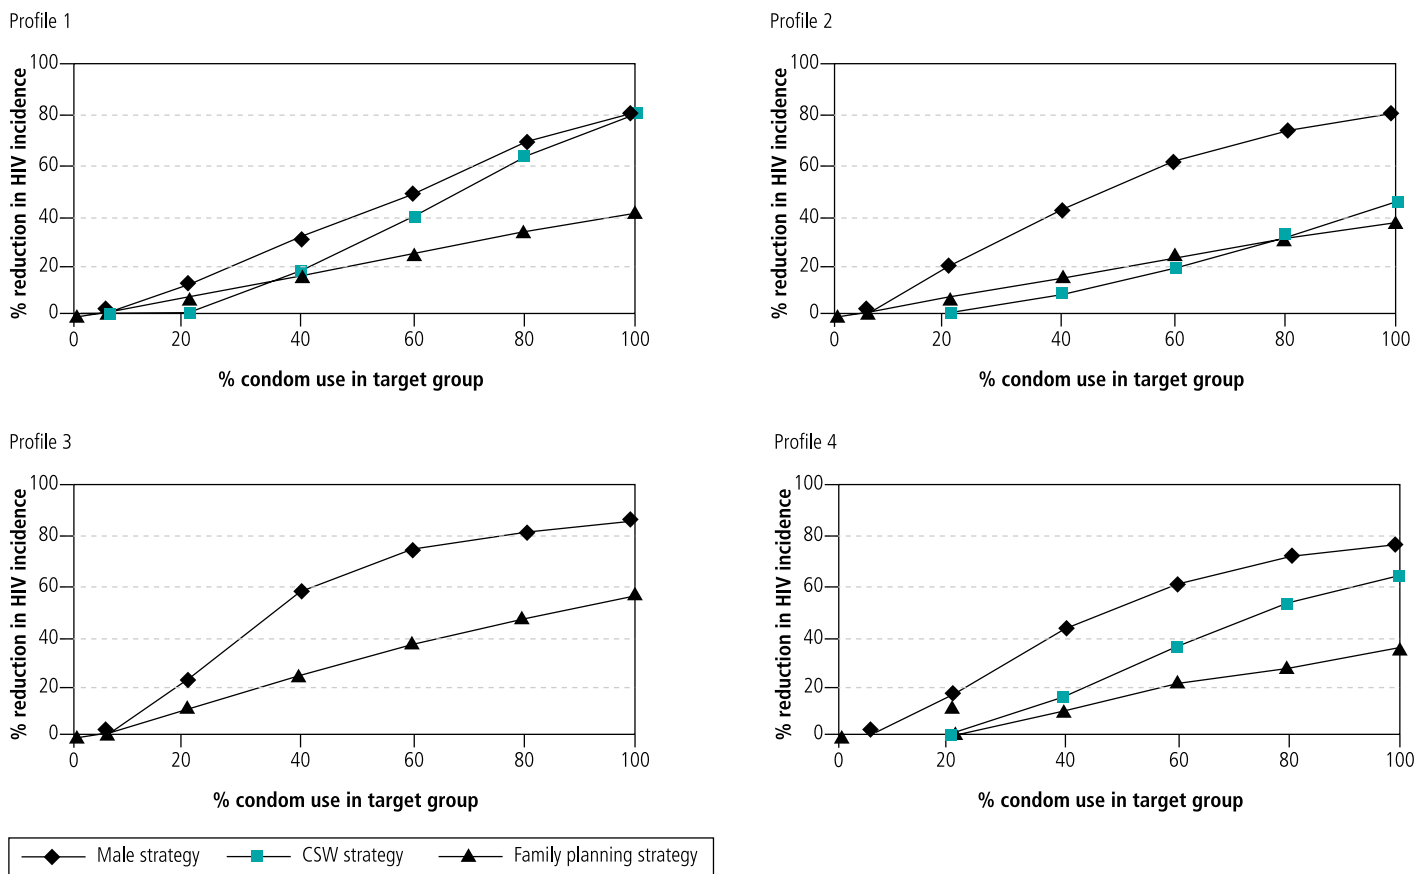 Profile 1
% reduction in HIV incidence
100
80
60
40
20
0
0 20 40 60 80 100
% condom use in target group
Profile 2
% reduction in HIV incidence
100
80
60
40
20
0
0 20 40 60 80 100
% condom use in target group
Profile 3
% reduction in HIV incidence
100
80
60
40
20
0
0 20 40 60 80 100
% condom use in target group
Profile 4
% reduction in HIV incidence
100
80
60
40
20
0
0 20 40 60 80 100
% condom use in target group
Male strategy CSW strategy Family planning strategy